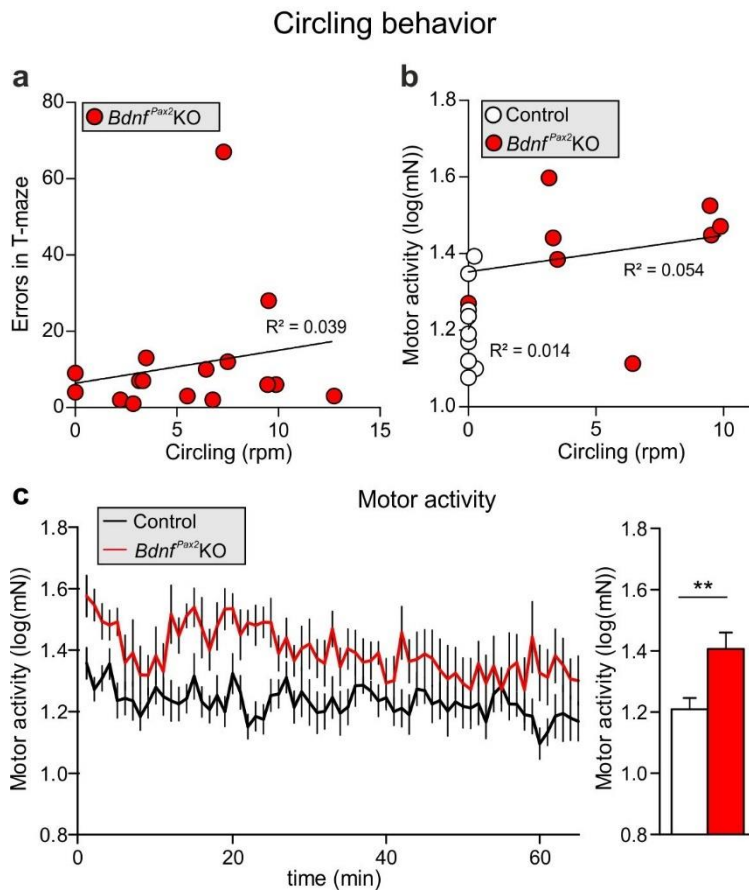 Circling behavior
a
Bdnf^Pax2KO
80
60
40
20
0
Errors in T-maze
R² = 0.039
0 5 10 15
Circling (rpm)
b
Control
Bdnf^Pax2KO
1.8
1.6
1.4
1.2
1.0
Motor activity (log(mN))
R² = 0.054
R² = 0.014
0 5 10
Circling (rpm)
c
Motor activity
Control
Bdnf^Pax2KO
1.8
1.6
1.4
1.2
1.0
0.8
Motor activity (log(mN))
0 20 40 60
time (min)
1.8
1.6
1.4
1.2
1.0
0.8
Motor activity (log(mN))
**